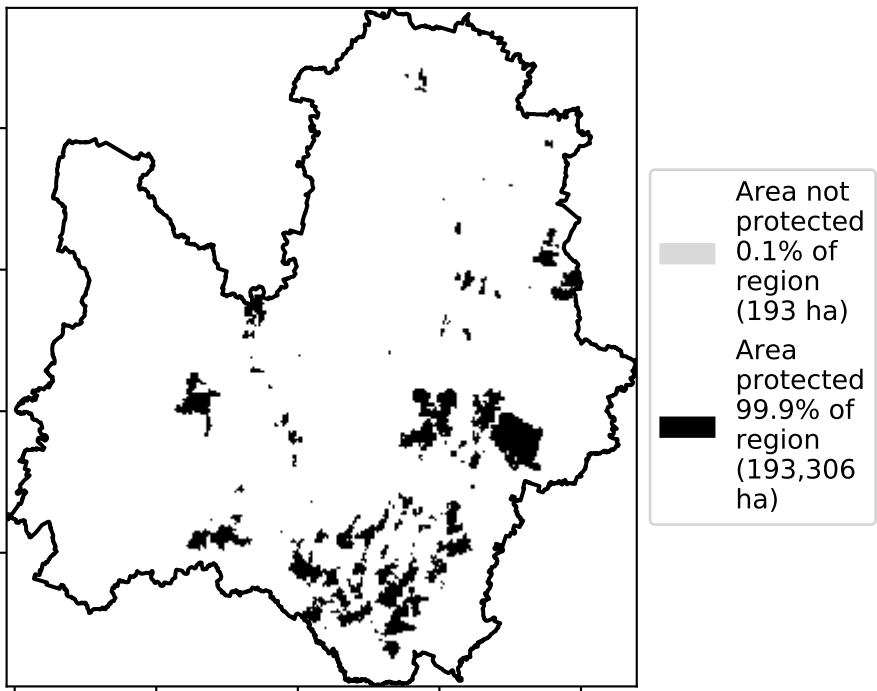 Area not
protected
0.1% of
region
(193 ha)
Area
protected
99.9% of
region
(193,306
ha)